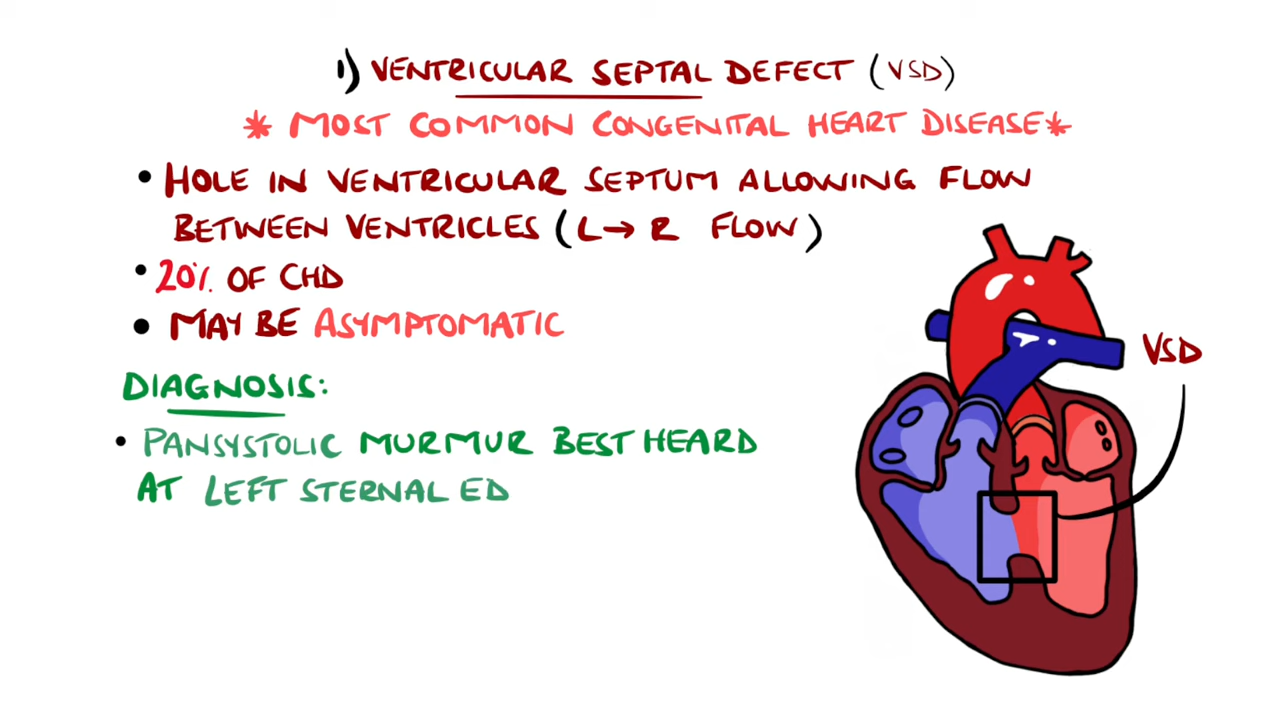 1) VENTRICULAR SEPTAL DEFECT (VSD)
* MOST COMMON CONGENITAL HEART DISEASE *
• HOLE IN VENTRICULAR SEPTUM ALLOWING FLOW
BETWEEN VENTRICLES (L→R FLOW)
• 20% OF CHD
• MAY BE ASYMPTOMATIC
VSD
DIAGNOSIS:
• PANSYSTOLIC MURMUR BEST HEARD
AT LEFT STERNAL ED